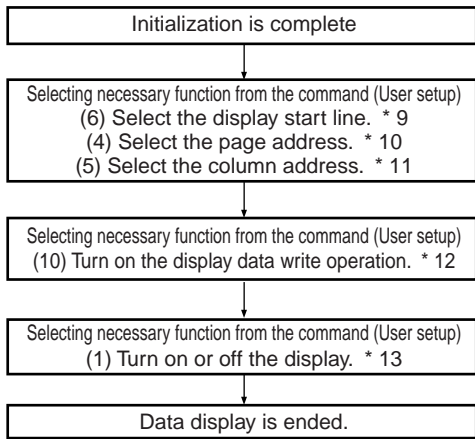 Initialization is complete
Selecting necessary function from the command (User setup)
(6) Select the display start line. * 9
(4) Select the page address. * 10
(5) Select the column address. * 11
Selecting necessary function from the command (User setup)
(10) Turn on the display data write operation. * 12
Selecting necessary function from the command (User setup)
(1) Turn on or off the display. * 13
Data display is ended.